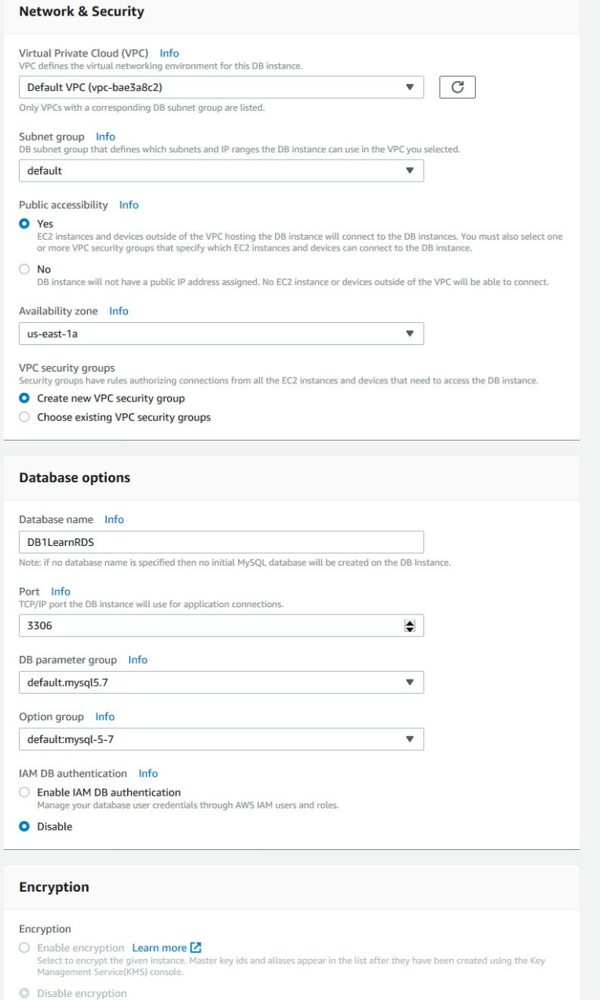 Network & Security
Virtual Private Cloud (VPC) Info
VPC defines the virtual networking environment for this DB instance.
Default VPC (vpc-bae3a8c2)
Only VPCs with a corresponding DB subnet group are listed.
Subnet group Info
DB subnet group that defines which subnets and IP ranges the DB instance can use in the VPC you selected.
default
Public accessibility Info
Yes
EC2 instances and devices outside of the VPC hosting the DB instance will connect to the DB instances. You must also select one
or more VPC security groups that specify which EC2 instances and devices can connect to the DB instance.
No
DB instance will not have a public IP address assigned. No EC2 instance or devices outside of the VPC will be able to connect.
Availability zone Info
us-east-1a
VPC security groups
Security groups have rules authorizing connections from all the EC2 instances and devices that need to access the DB instance.
Create new VPC security group
Choose existing VPC security groups
Database options
Database name Info
DB1LearnRDS
Note: if no database name is specified then no initial MySQL database will be created on the DB Instance.
Port Info
TCP/IP port the DB instance will use for application connections.
3306
DB parameter group Info
default.mysql5.7
Option group Info
default:mysql-5-7
IAM DB authentication Info
Enable IAM DB authentication
Manage your database user credentials through AWS IAM users and roles.
Disable
Encryption
Encryption
Enable encryption Learn more
Select to encrypt the given instance. Master key ids and aliases appear in the list after they have been created using the Key
Management Service(KMS) console.
Disable encryption